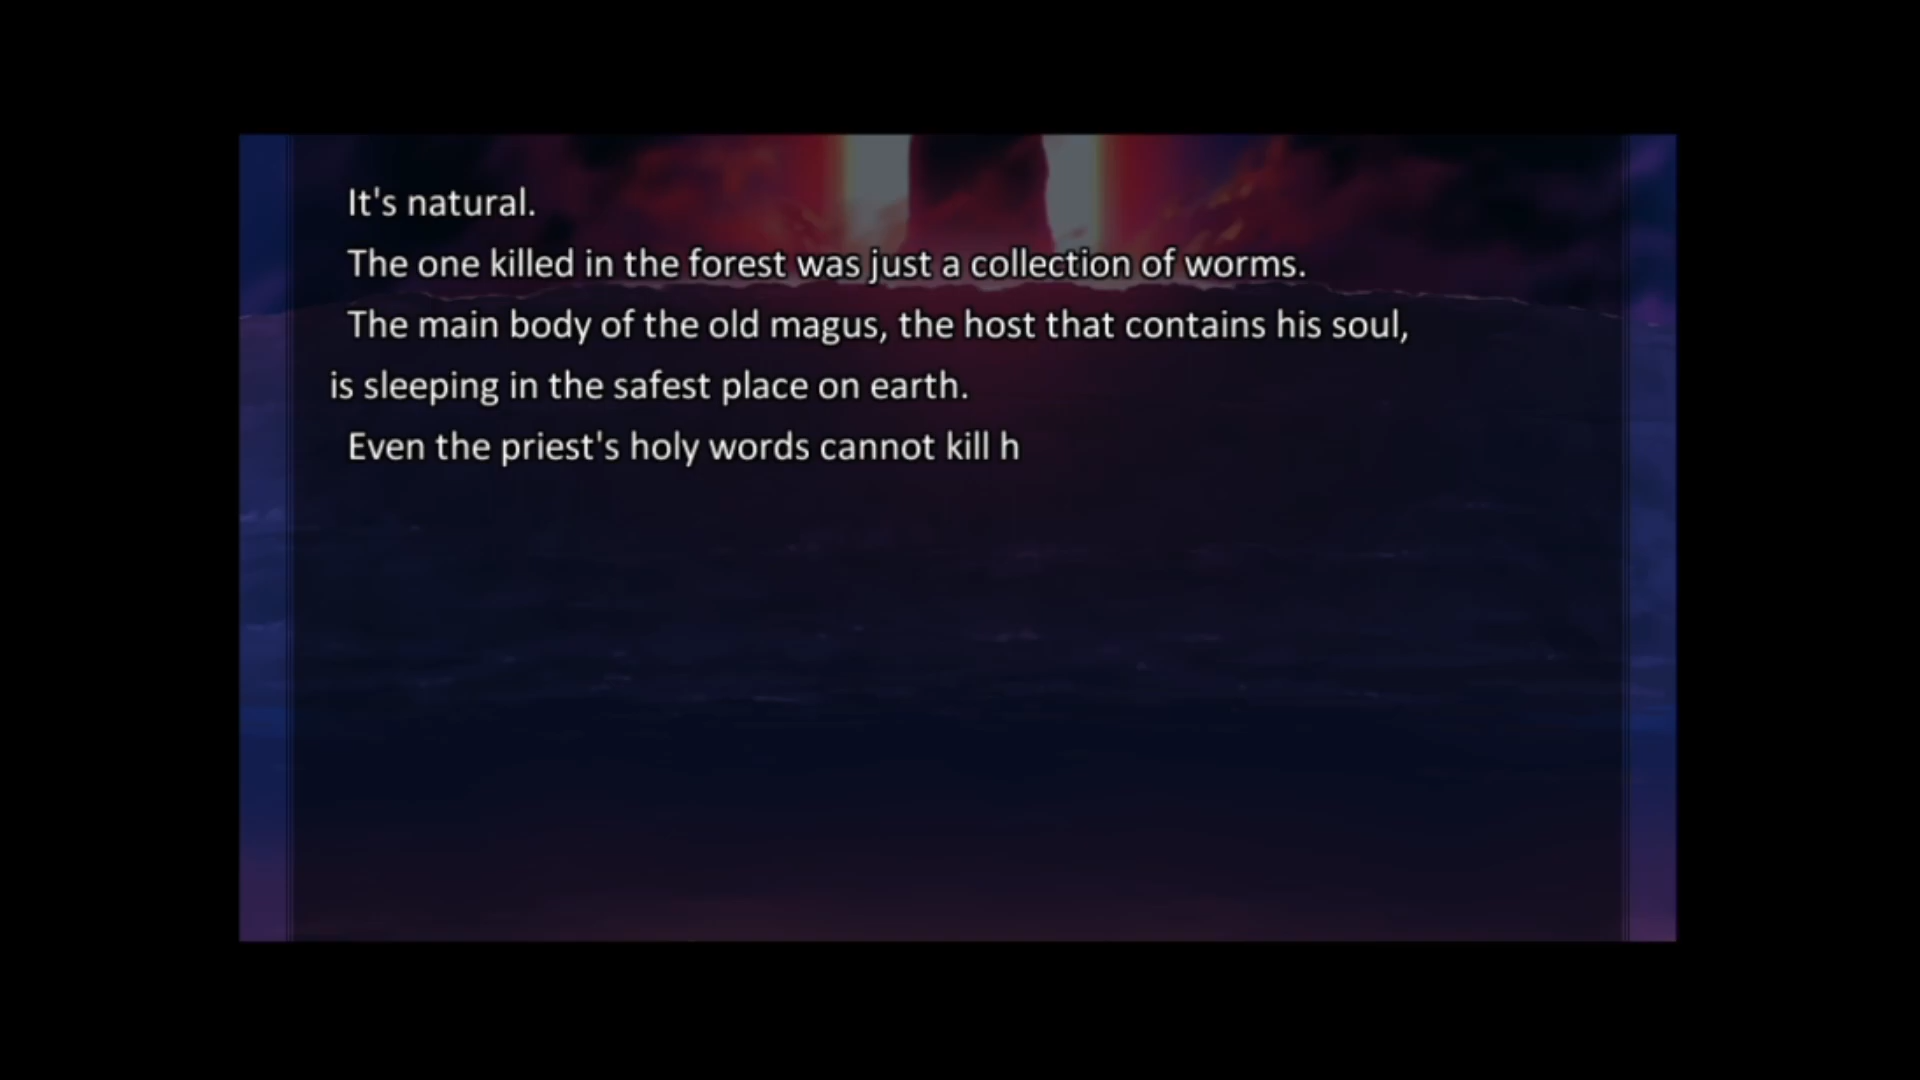 It's natural.
The one killed in the forest was just a collection of worms.
The main body of the old magus, the host that contains his soul,
is sleeping in the safest place on earth.
Even the priest's holy words cannot kill h